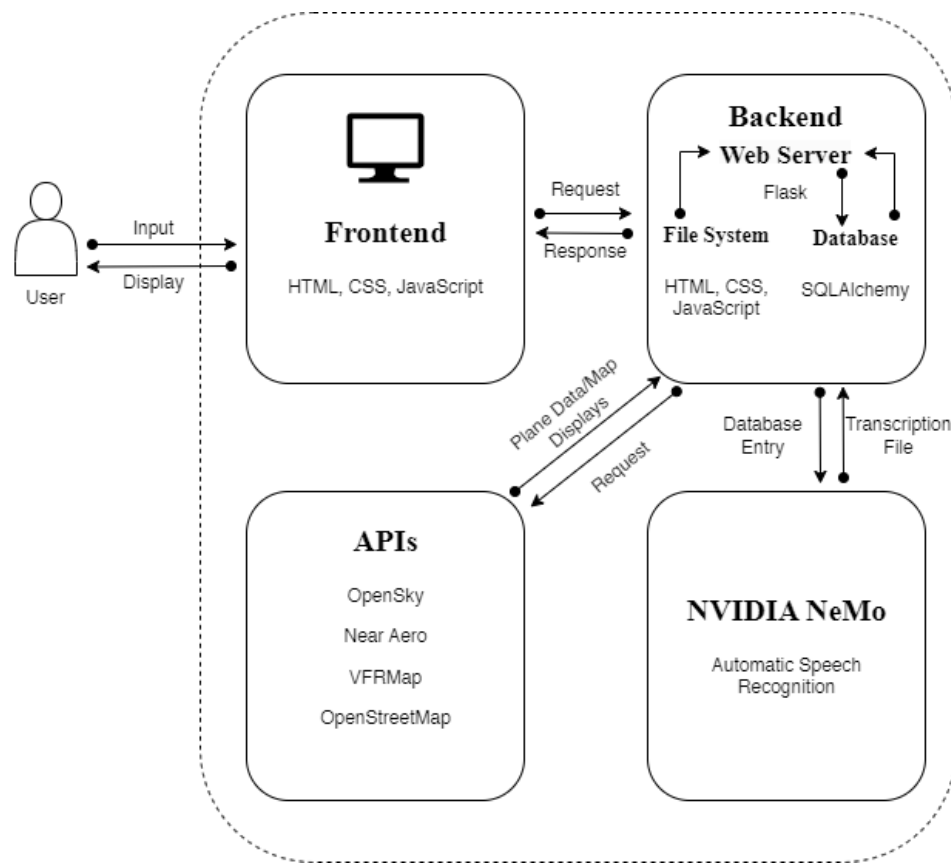 User
Input
Display
Frontend
HTML, CSS, JavaScript
Request
Response
Backend
Web Server
Flask
File System
Database
HTML, CSS,
JavaScript
SQLAlchemy
Plane Data/Map
Displays
Request
Database
Entry
Transcription
File
APIs
OpenSky
Near Aero
VFRMap
OpenStreetMap
NVIDIA NeMo
Automatic Speech
Recognition